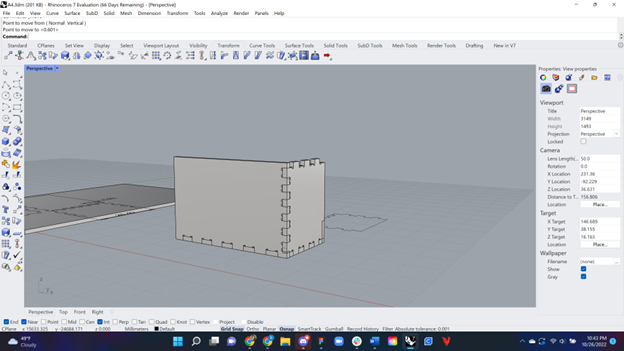 A4.3dm (201 KB) - Rhinoceros 7 Evaluation (66 Days Remaining) - [Perspective]
File Edit View Curve Surface SubD Solid Mesh Dimension Transform Tools Analyze Render Panels Help
Point to move from ( Normal Vertical )
Point to move to <0.601>
Command:
Standard CPlanes Set View Display Select Viewport Layout Visibility Transform Curve Tools Surface Tools Solid Tools SubD Tools Mesh Tools Render Tools Drafting New in V7
Perspective
Properties: View properties
Viewport
Title Perspective
Width 3149
Height 1493
Projection Perspective
Locked
Camera
Lens Length... 50.0
Rotation 0.0
X Location 231.36
Y Location -92.229
Z Location 36.631
Distance to T... 156.806
Location Place...
Target
X Target 146.689
Y Target 38.155
Z Target 16.163
Location Place...
Wallpaper
Filename (none)
Show
Gray
z
y
Perspective Top Front Right
End Near Point Mid Cen Int Perp Tan Quad Knot Vertex Project Disable
CPlane x 15633.325 y -24084.171 z 0.000 Millimeters Default Grid Snap Ortho Planar Osnap SmartTrack Gumball Record History Filter Absolute tolerance: 0.001
49°F
Cloudy
10:43 PM
10/26/2022